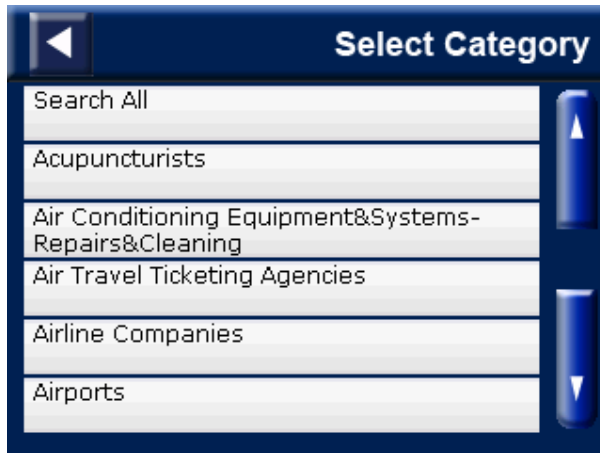 Select Category
Search All
Acupuncturists
Air Conditioning Equipment&Systems-
Repairs&Cleaning
Air Travel Ticketing Agencies
Airline Companies
Airports